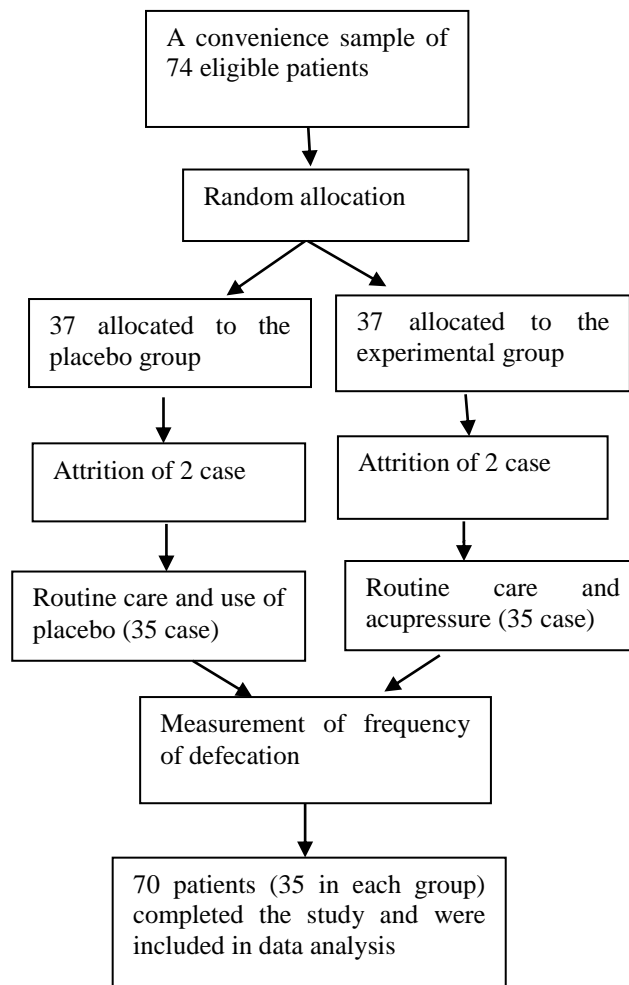 A convenience sample of
74 eligible patients
Random allocation
37 allocated to the
placebo group
37 allocated to the
experimental group
Attrition of 2 case
Attrition of 2 case
Routine care and use of
placebo (35 case)
Routine care and
acupressure (35 case)
Measurement of frequency
of defecation
70 patients (35 in each group)
completed the study and were
included in data analysis